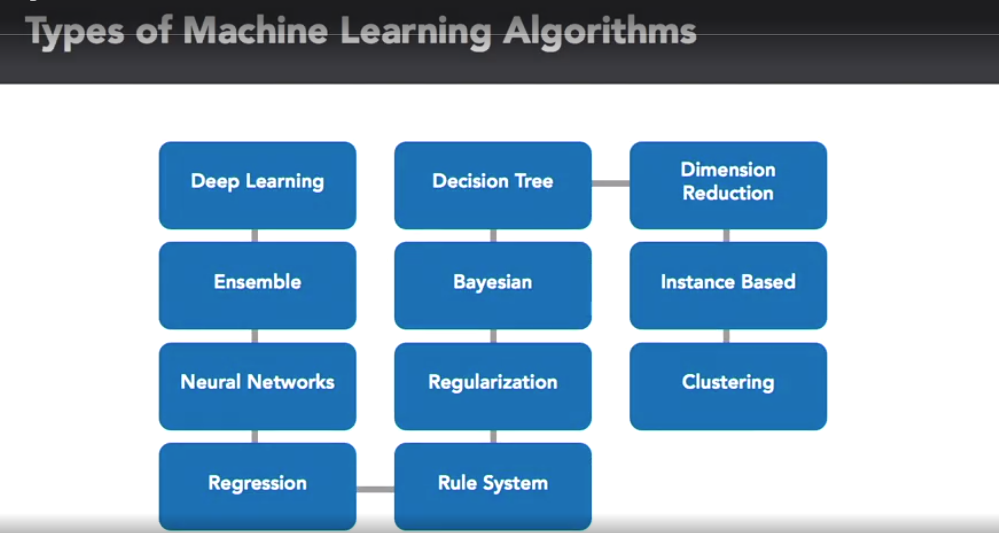 Types of Machine Learning Algorithms
Deep Learning
Ensemble
Neural Networks
Regression
Decision Tree
Bayesian
Regularization
Rule System
Dimension
Reduction
Instance Based
Clustering